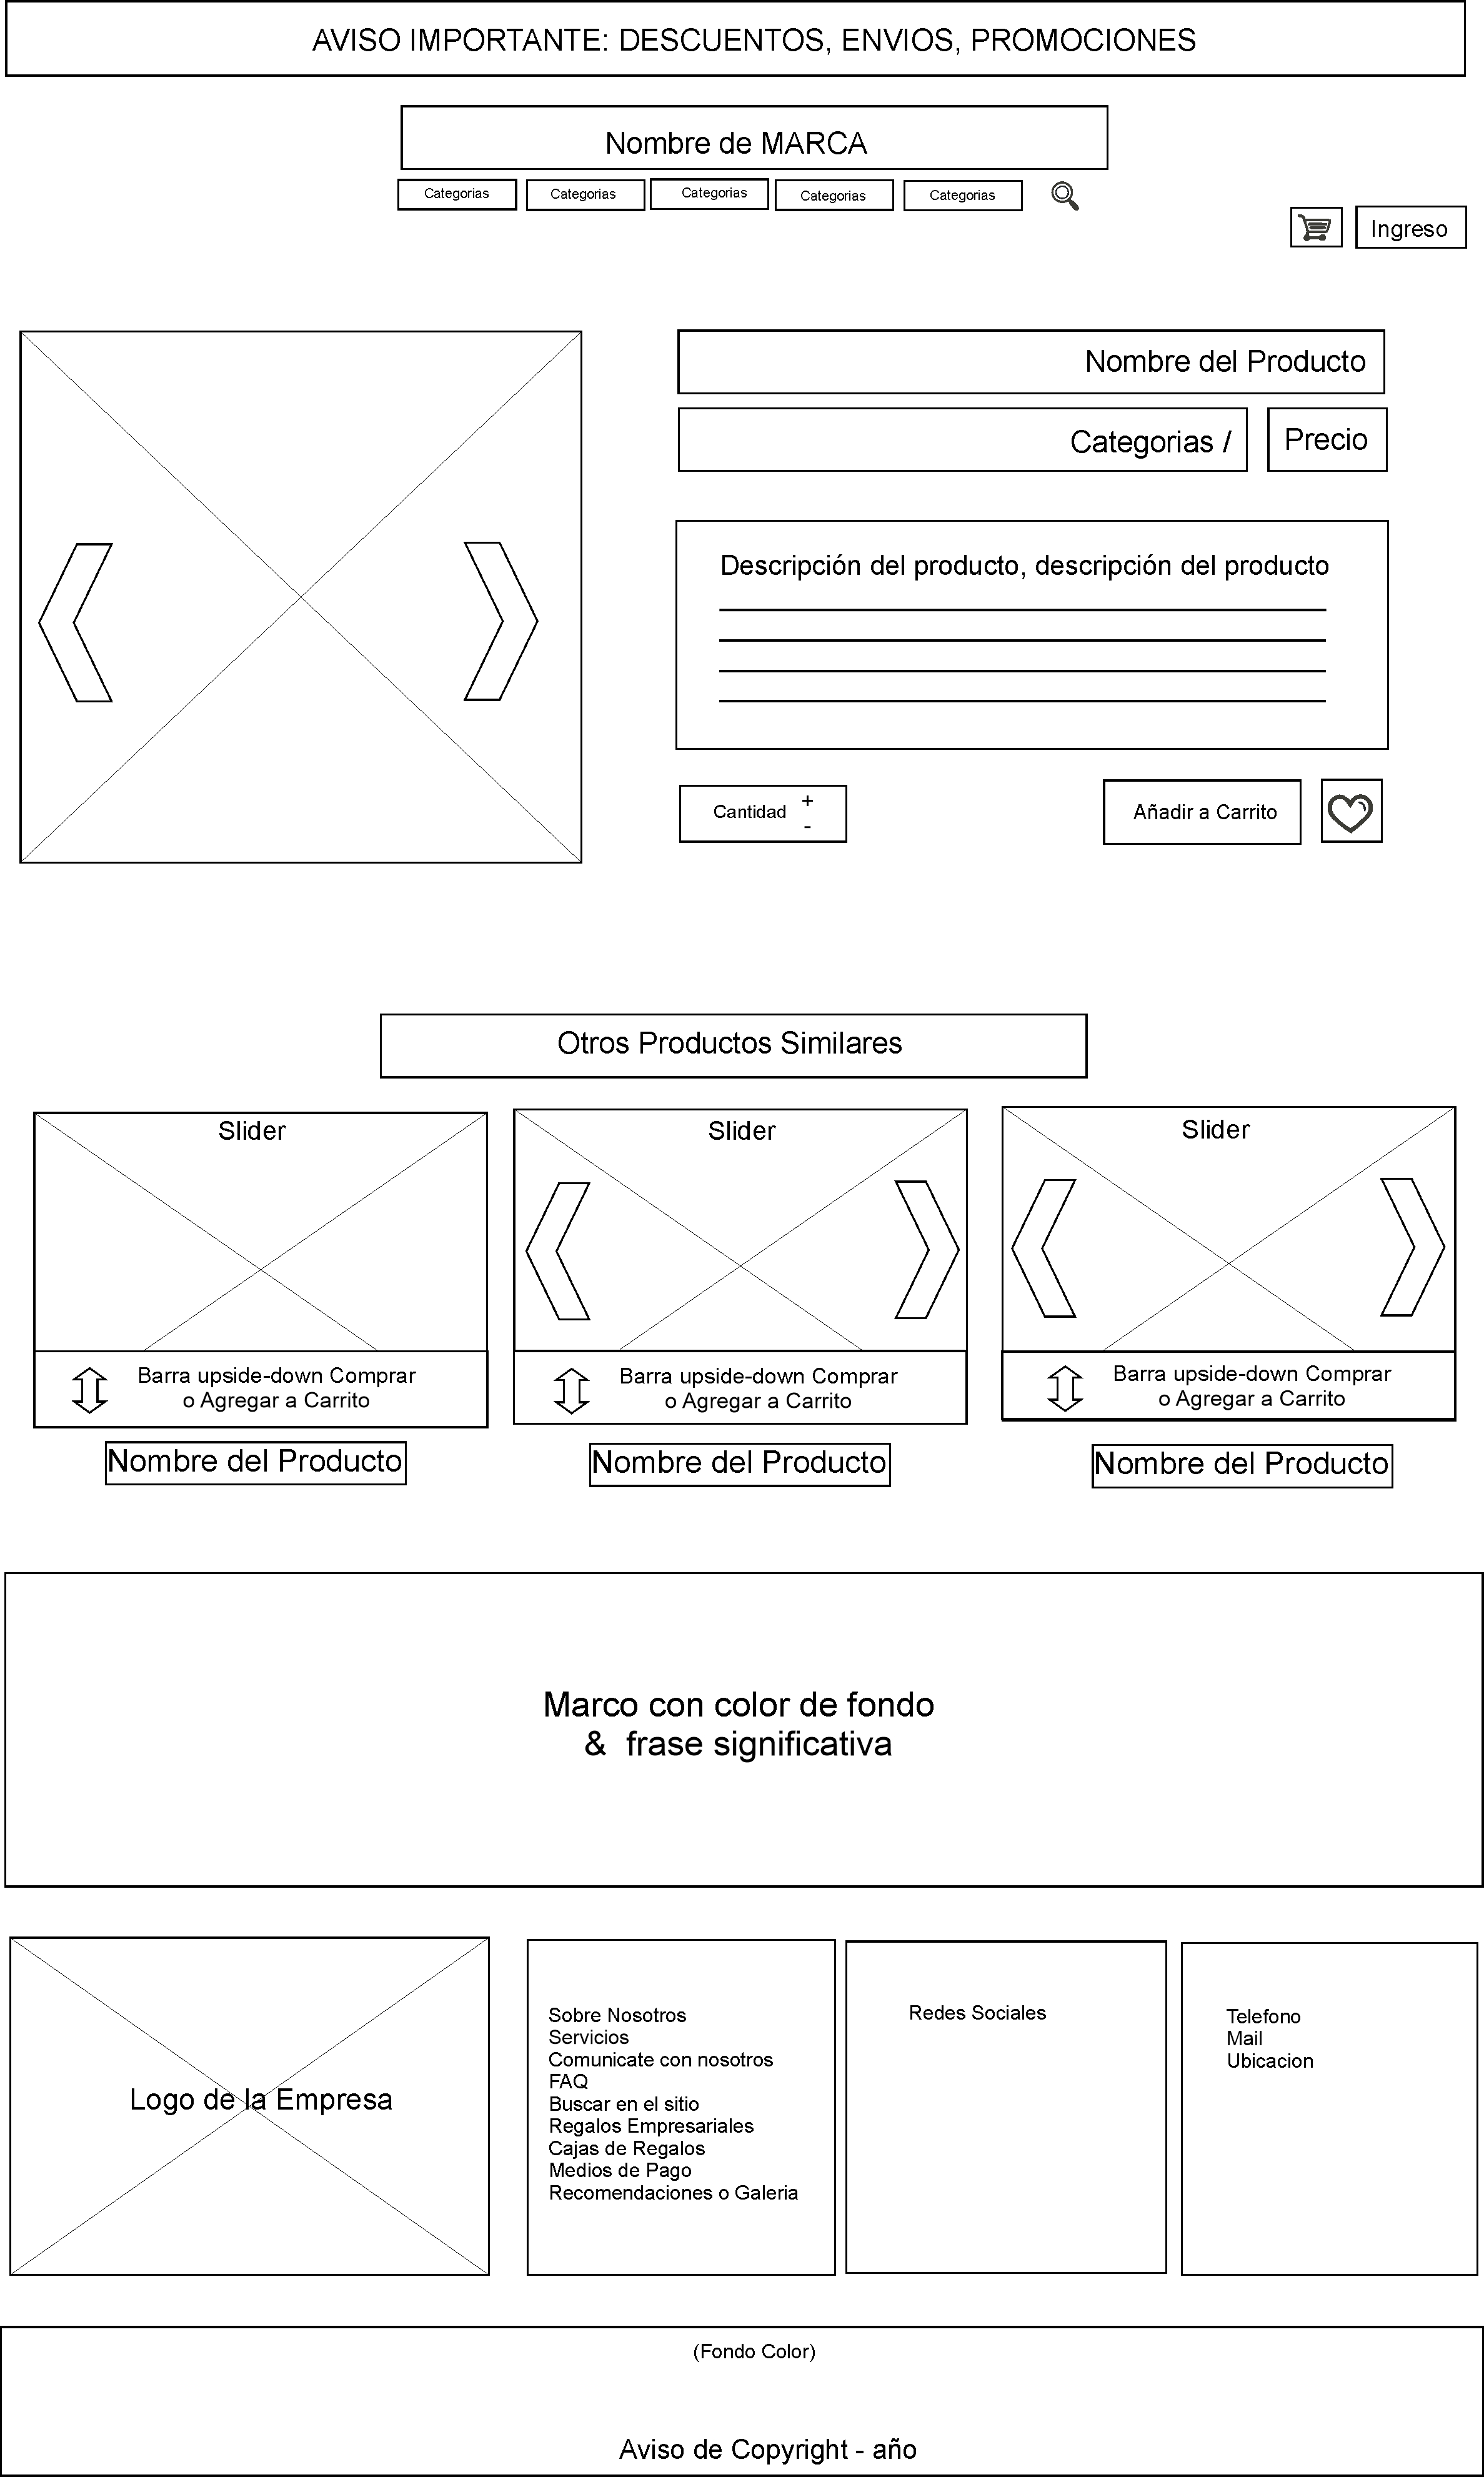 AVISO IMPORTANTE: DESCUENTOS, ENVIOS, PROMOCIONES
Nombre de MARCA
Categorias
Categorias
Categorias
Categorias
Categorias
Ingreso
Nombre del Producto
Categorias /
Precio
Descripción del producto, descripción del producto
Cantidad +
-
Añadir a Carrito
Otros Productos Similares
Slider
Slider
Slider
Barra upside-down Comprar
o Agregar a Carrito
Barra upside-down Comprar
o Agregar a Carrito
Barra upside-down Comprar
o Agregar a Carrito
Nombre del Producto
Nombre del Producto
Nombre del Producto
Marco con color de fondo
& frase significativa
Logo de la Empresa
Sobre Nosotros
Servicios
Comunicate con nosotros
FAQ
Buscar en el sitio
Regalos Empresariales
Cajas de Regalos
Medios de Pago
Recomendaciones o Galeria
Redes Sociales
Telefono
Mail
Ubicacion
(Fondo Color)
Aviso de Copyright - año